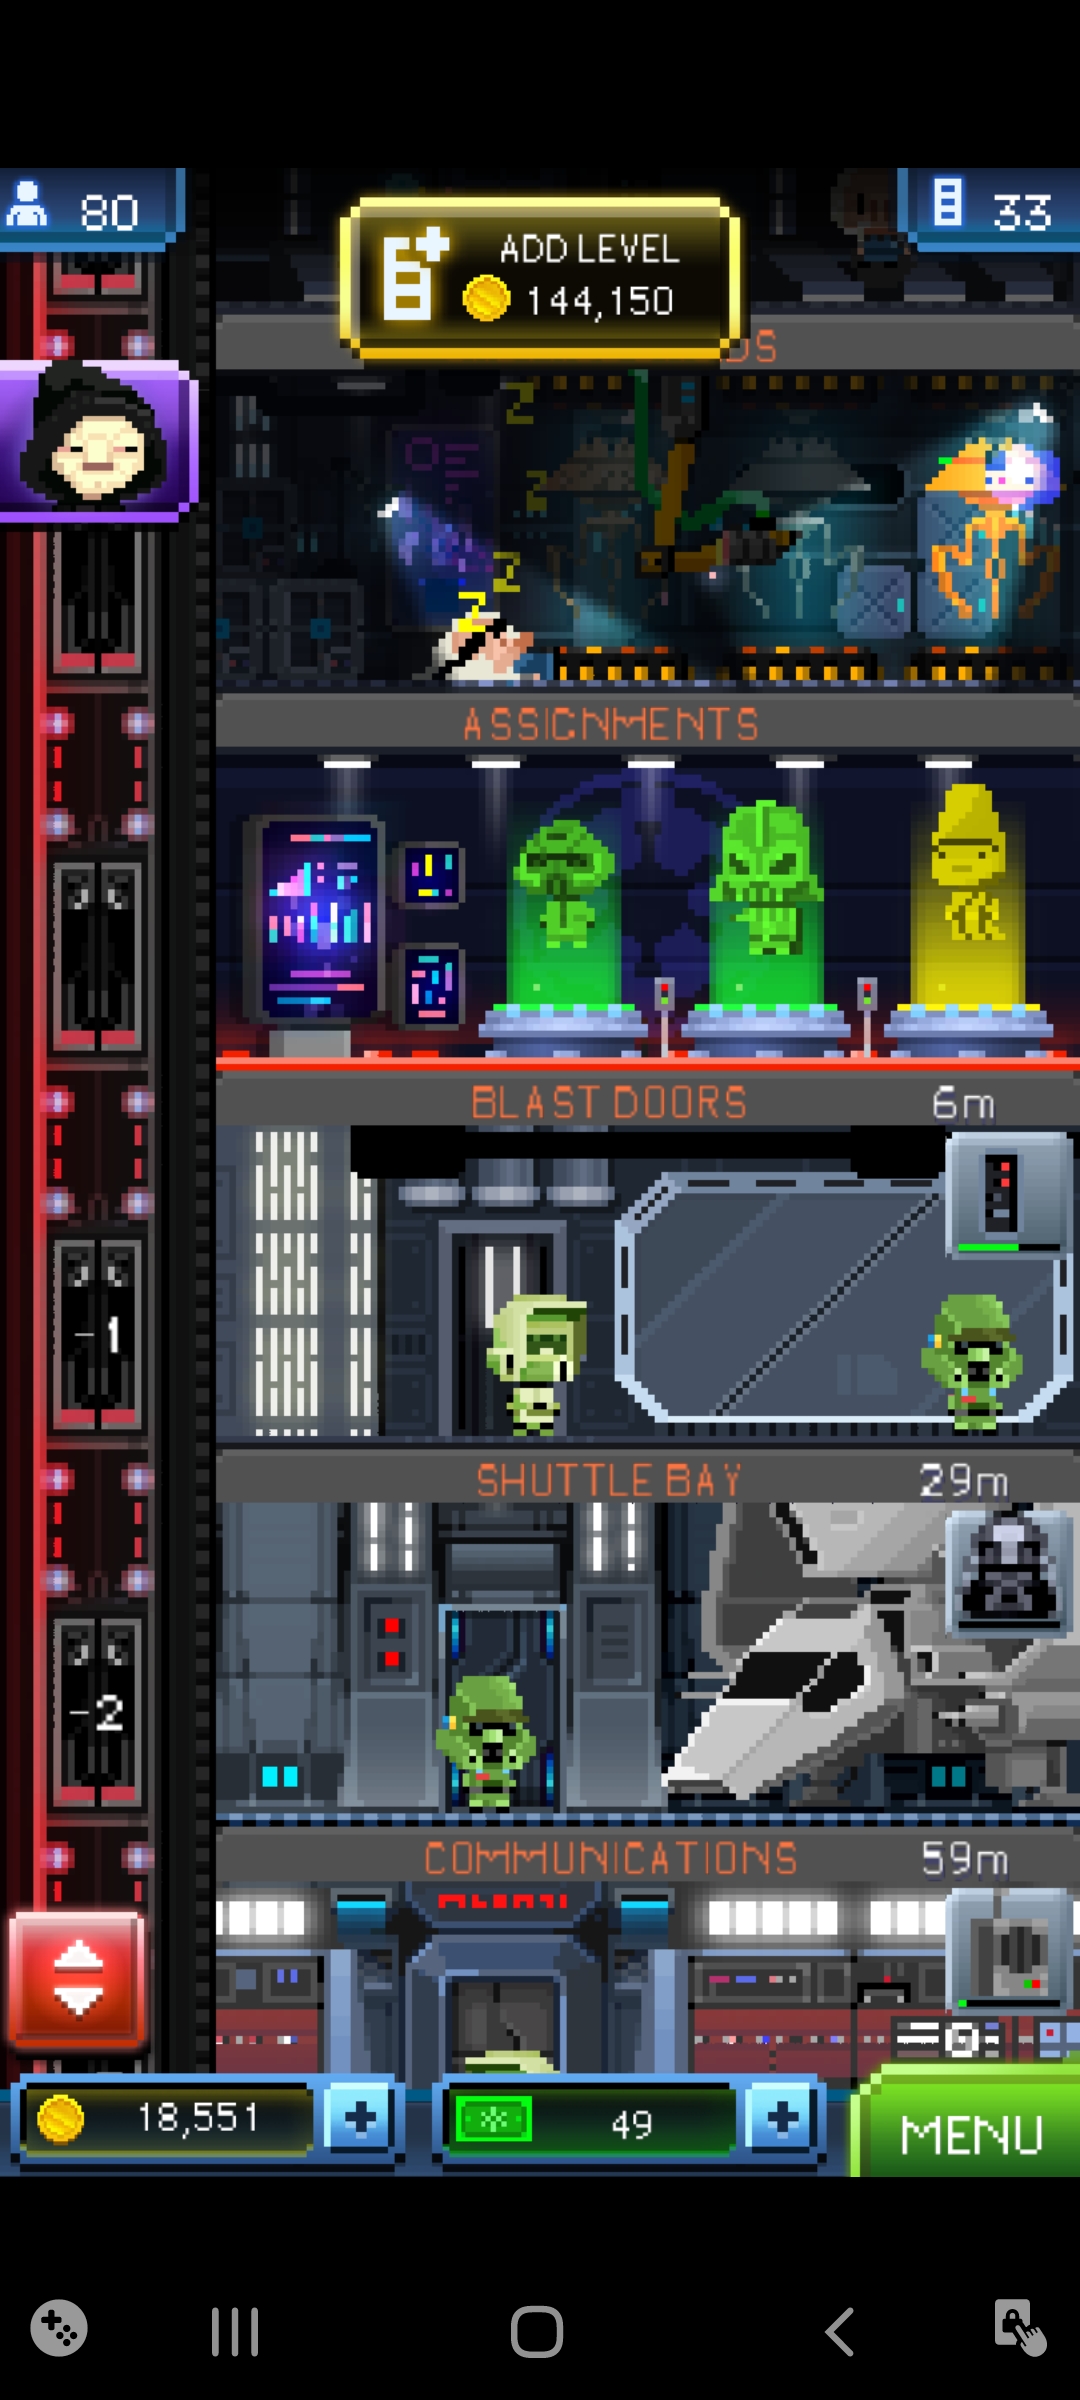 80
ADD LEVEL
144,150
33
DS
Z
Z
Z
Z
ASSIGNMENTS
BLAST DOORS 6m
-1
SHUTTLE BAY 29m
-2
COMMUNICATIONS 59m
18,551
49
MENU